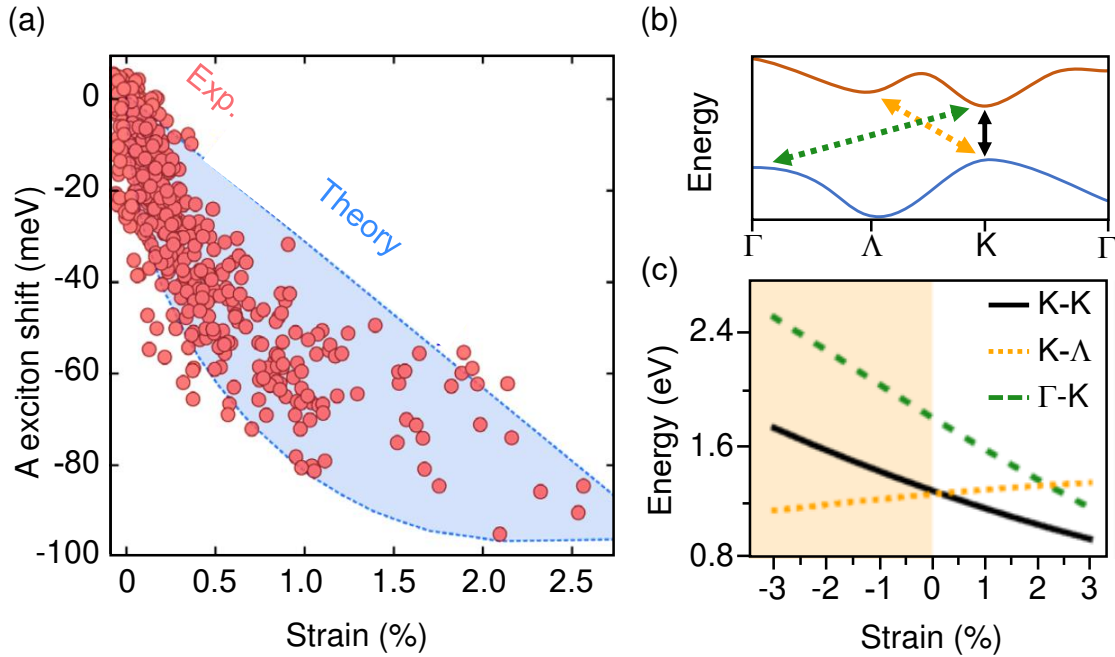 (a)
A exciton shift (meV)
0
-20
-40
-60
-80
-100
0
0.5
1.0
1.5
2.0
2.5
Strain (%)
Exp.
Theory
(b)
Energy
Γ
Λ
K
Γ
(c)
Energy (eV)
2.4
1.6
0.8
-3
-2
-1
0
1
2
3
Strain (%)
K-K
K-Λ
Γ-K